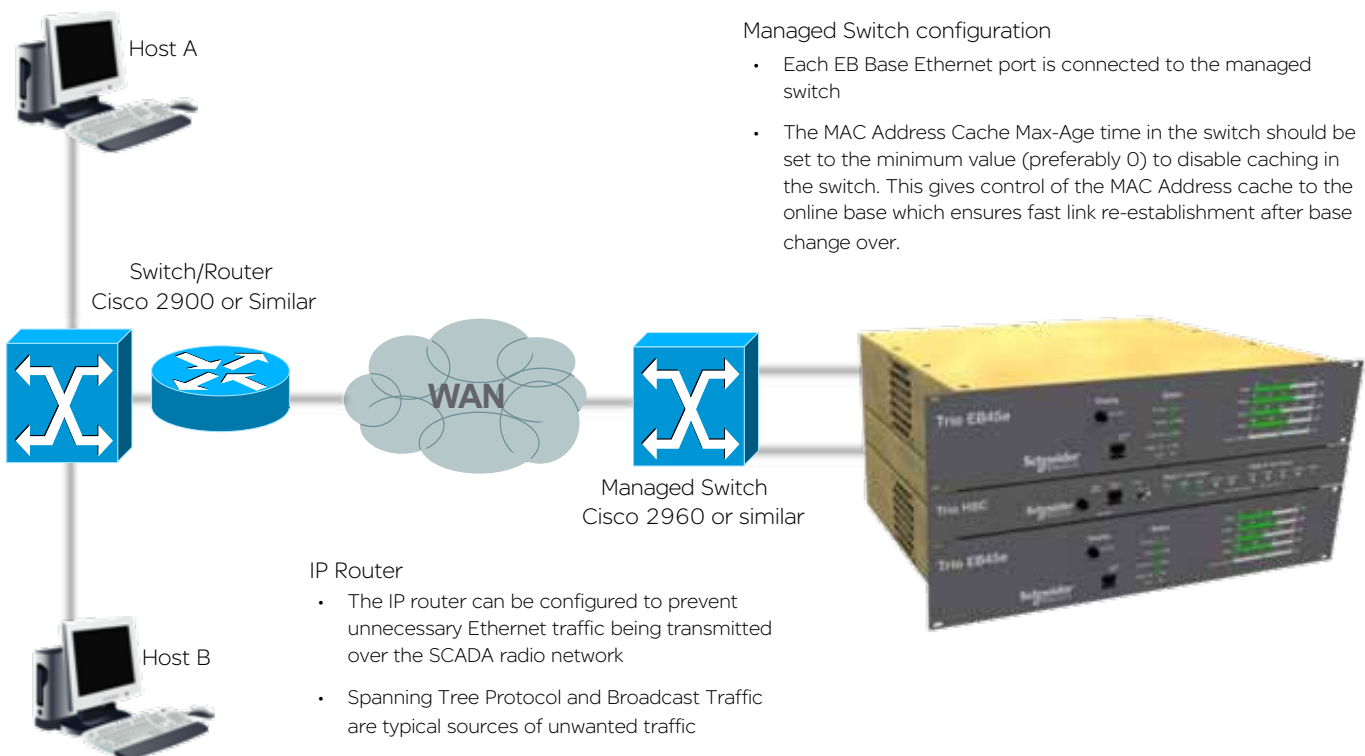 Host A
Managed Switch configuration
• Each EB Base Ethernet port is connected to the managed
switch
• The MAC Address Cache Max-Age time in the switch should be
set to the minimum value (preferably 0) to disable caching in
the switch. This gives control of the MAC Address cache to the
online base which ensures fast link re-establishment after base
change over.
Switch/Router
Cisco 2900 or Similar
WAN
Managed Switch
Cisco 2960 or similar
Trio EB45e
Schneider
Trio HSC
Schneider
Trio EB45e
Schneider
IP Router
• The IP router can be configured to prevent
unnecessary Ethernet traffic being transmitted
over the SCADA radio network
• Spanning Tree Protocol and Broadcast Traffic
are typical sources of unwanted traffic
Host B